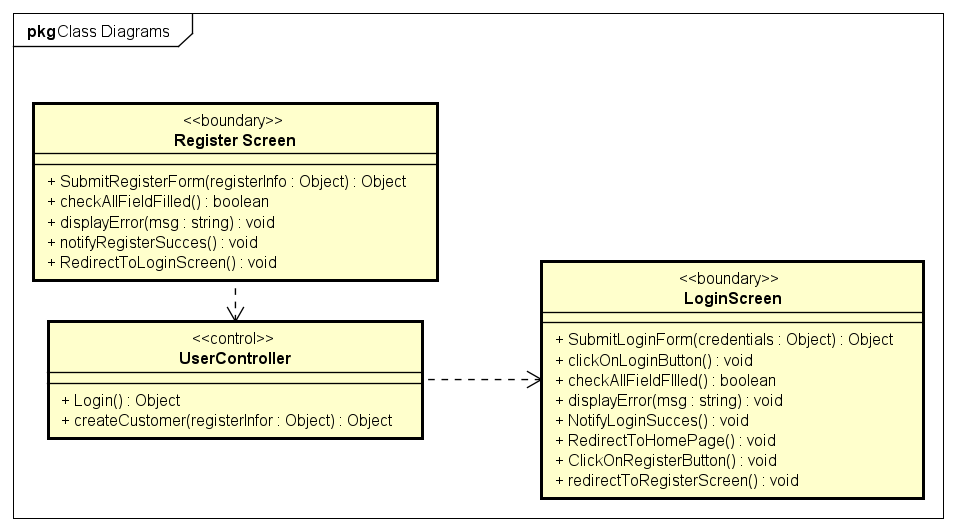 pkg Class Diagrams
<<boundary>>
Register Screen
+ SubmitRegisterForm(registerInfo : Object) : Object
+ checkAllFieldFilled() : boolean
+ displayError(msg : string) : void
+ notifyRegisterSucces() : void
+ RedirectToLoginScreen() : void
<<control>>
UserController
+ Login() : Object
+ createCustomer(registerInfor : Object) : Object
<<boundary>>
LoginScreen
+ SubmitLoginForm(credentials : Object) : Object
+ clickOnLoginButton() : void
+ checkAllFieldFIlled() : boolean
+ displayError(msg : string) : void
+ NotifyLoginSucces() : void
+ RedirectToHomePage() : void
+ ClickOnRegisterButton() : void
+ redirectToRegisterScreen() : void